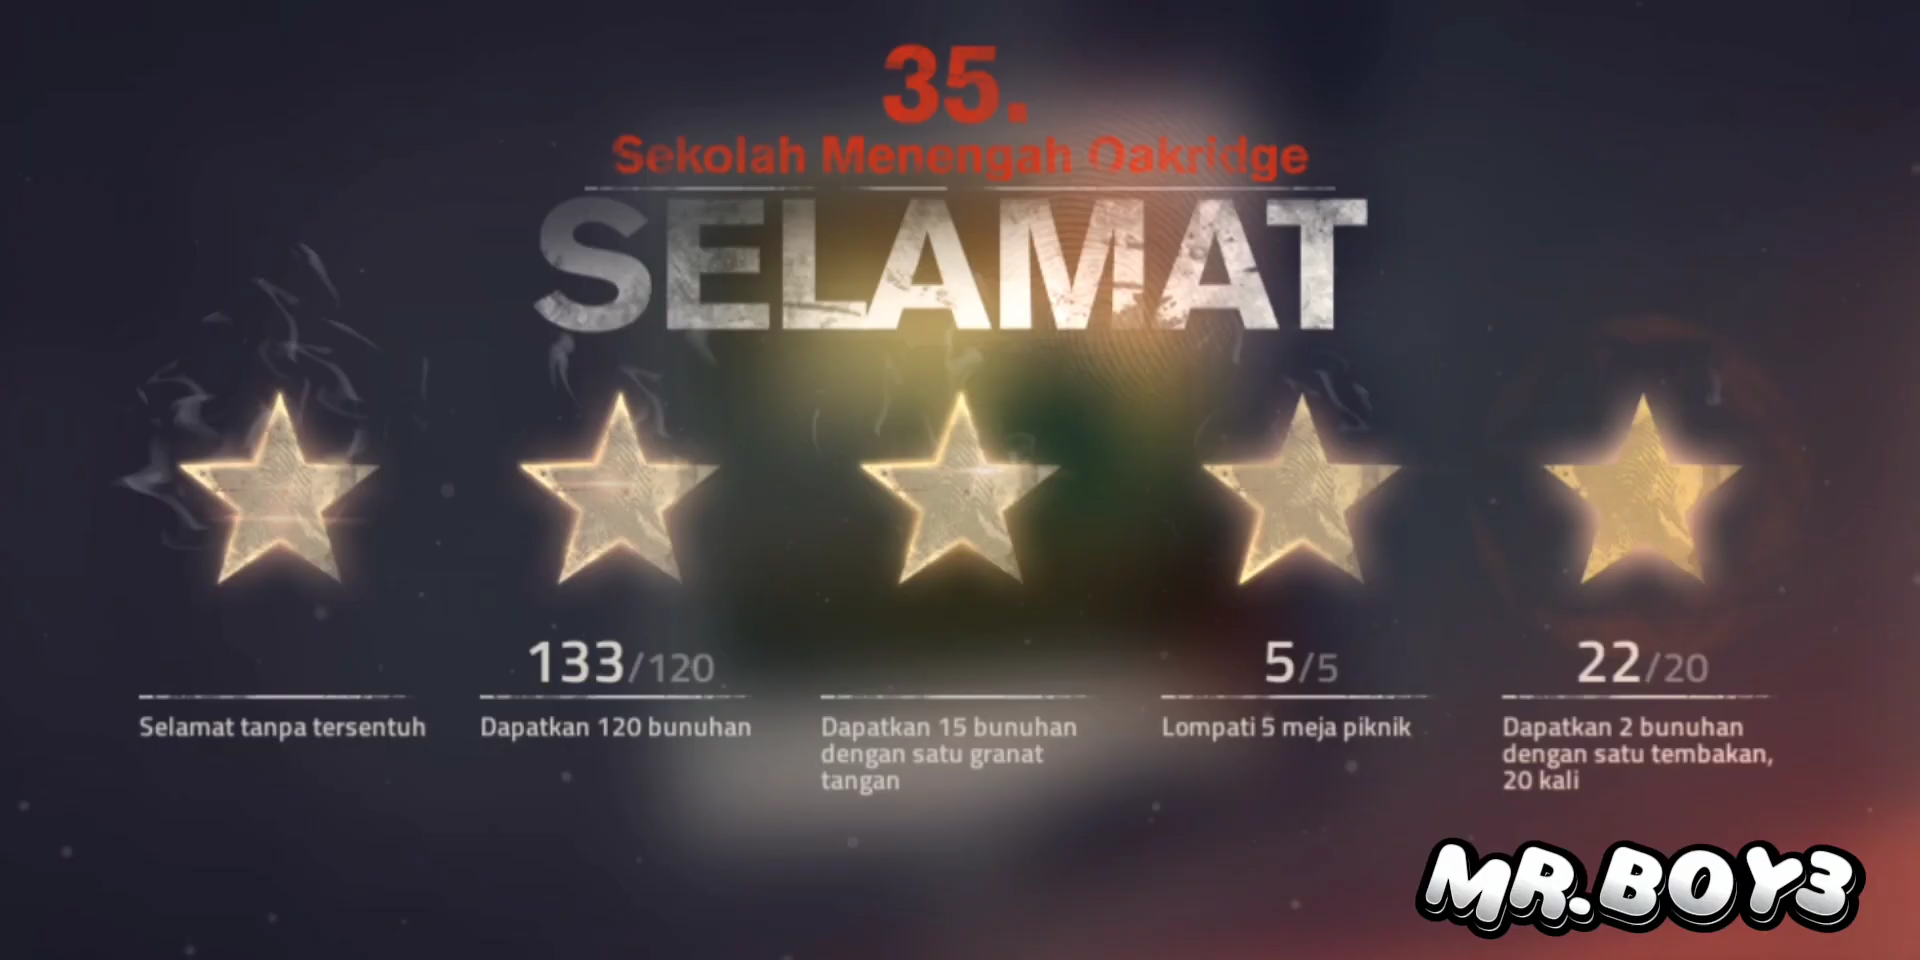 35.
Sekolah Menengah Oakridge
SELAMAT
Selamat tanpa tersentuh
133/120
Dapatkan 120 bunuhan
Dapatkan 15 bunuhan
dengan satu granat
tangan
5/5
Lompati 5 meja piknik
22/20
Dapatkan 2 bunuhan
dengan satu tembakan,
20 kali
MR.BOY3